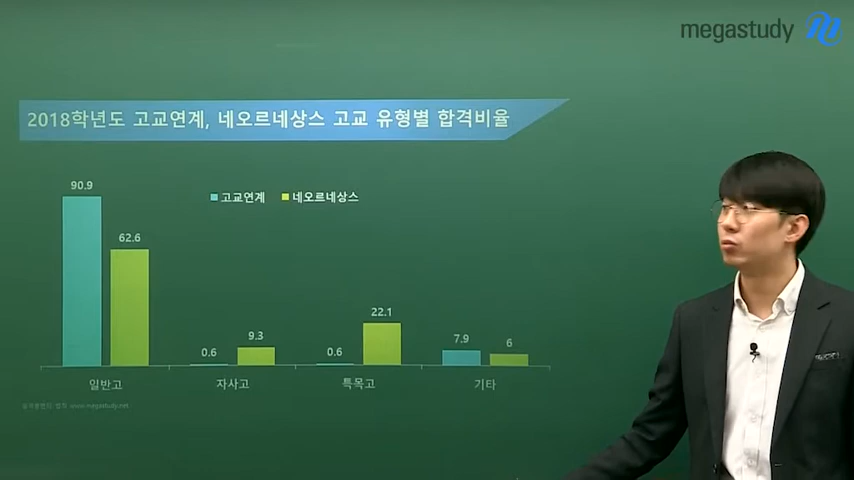 megastudy
2018학년도 고교연계, 네오르네상스 고교 유형별 합격비율
고교연계 네오르네상스
90.9
62.6
0.6
9.3
0.6
22.1
7.9
6
일반고 자사고 특목고 기타
www.megastudy.net